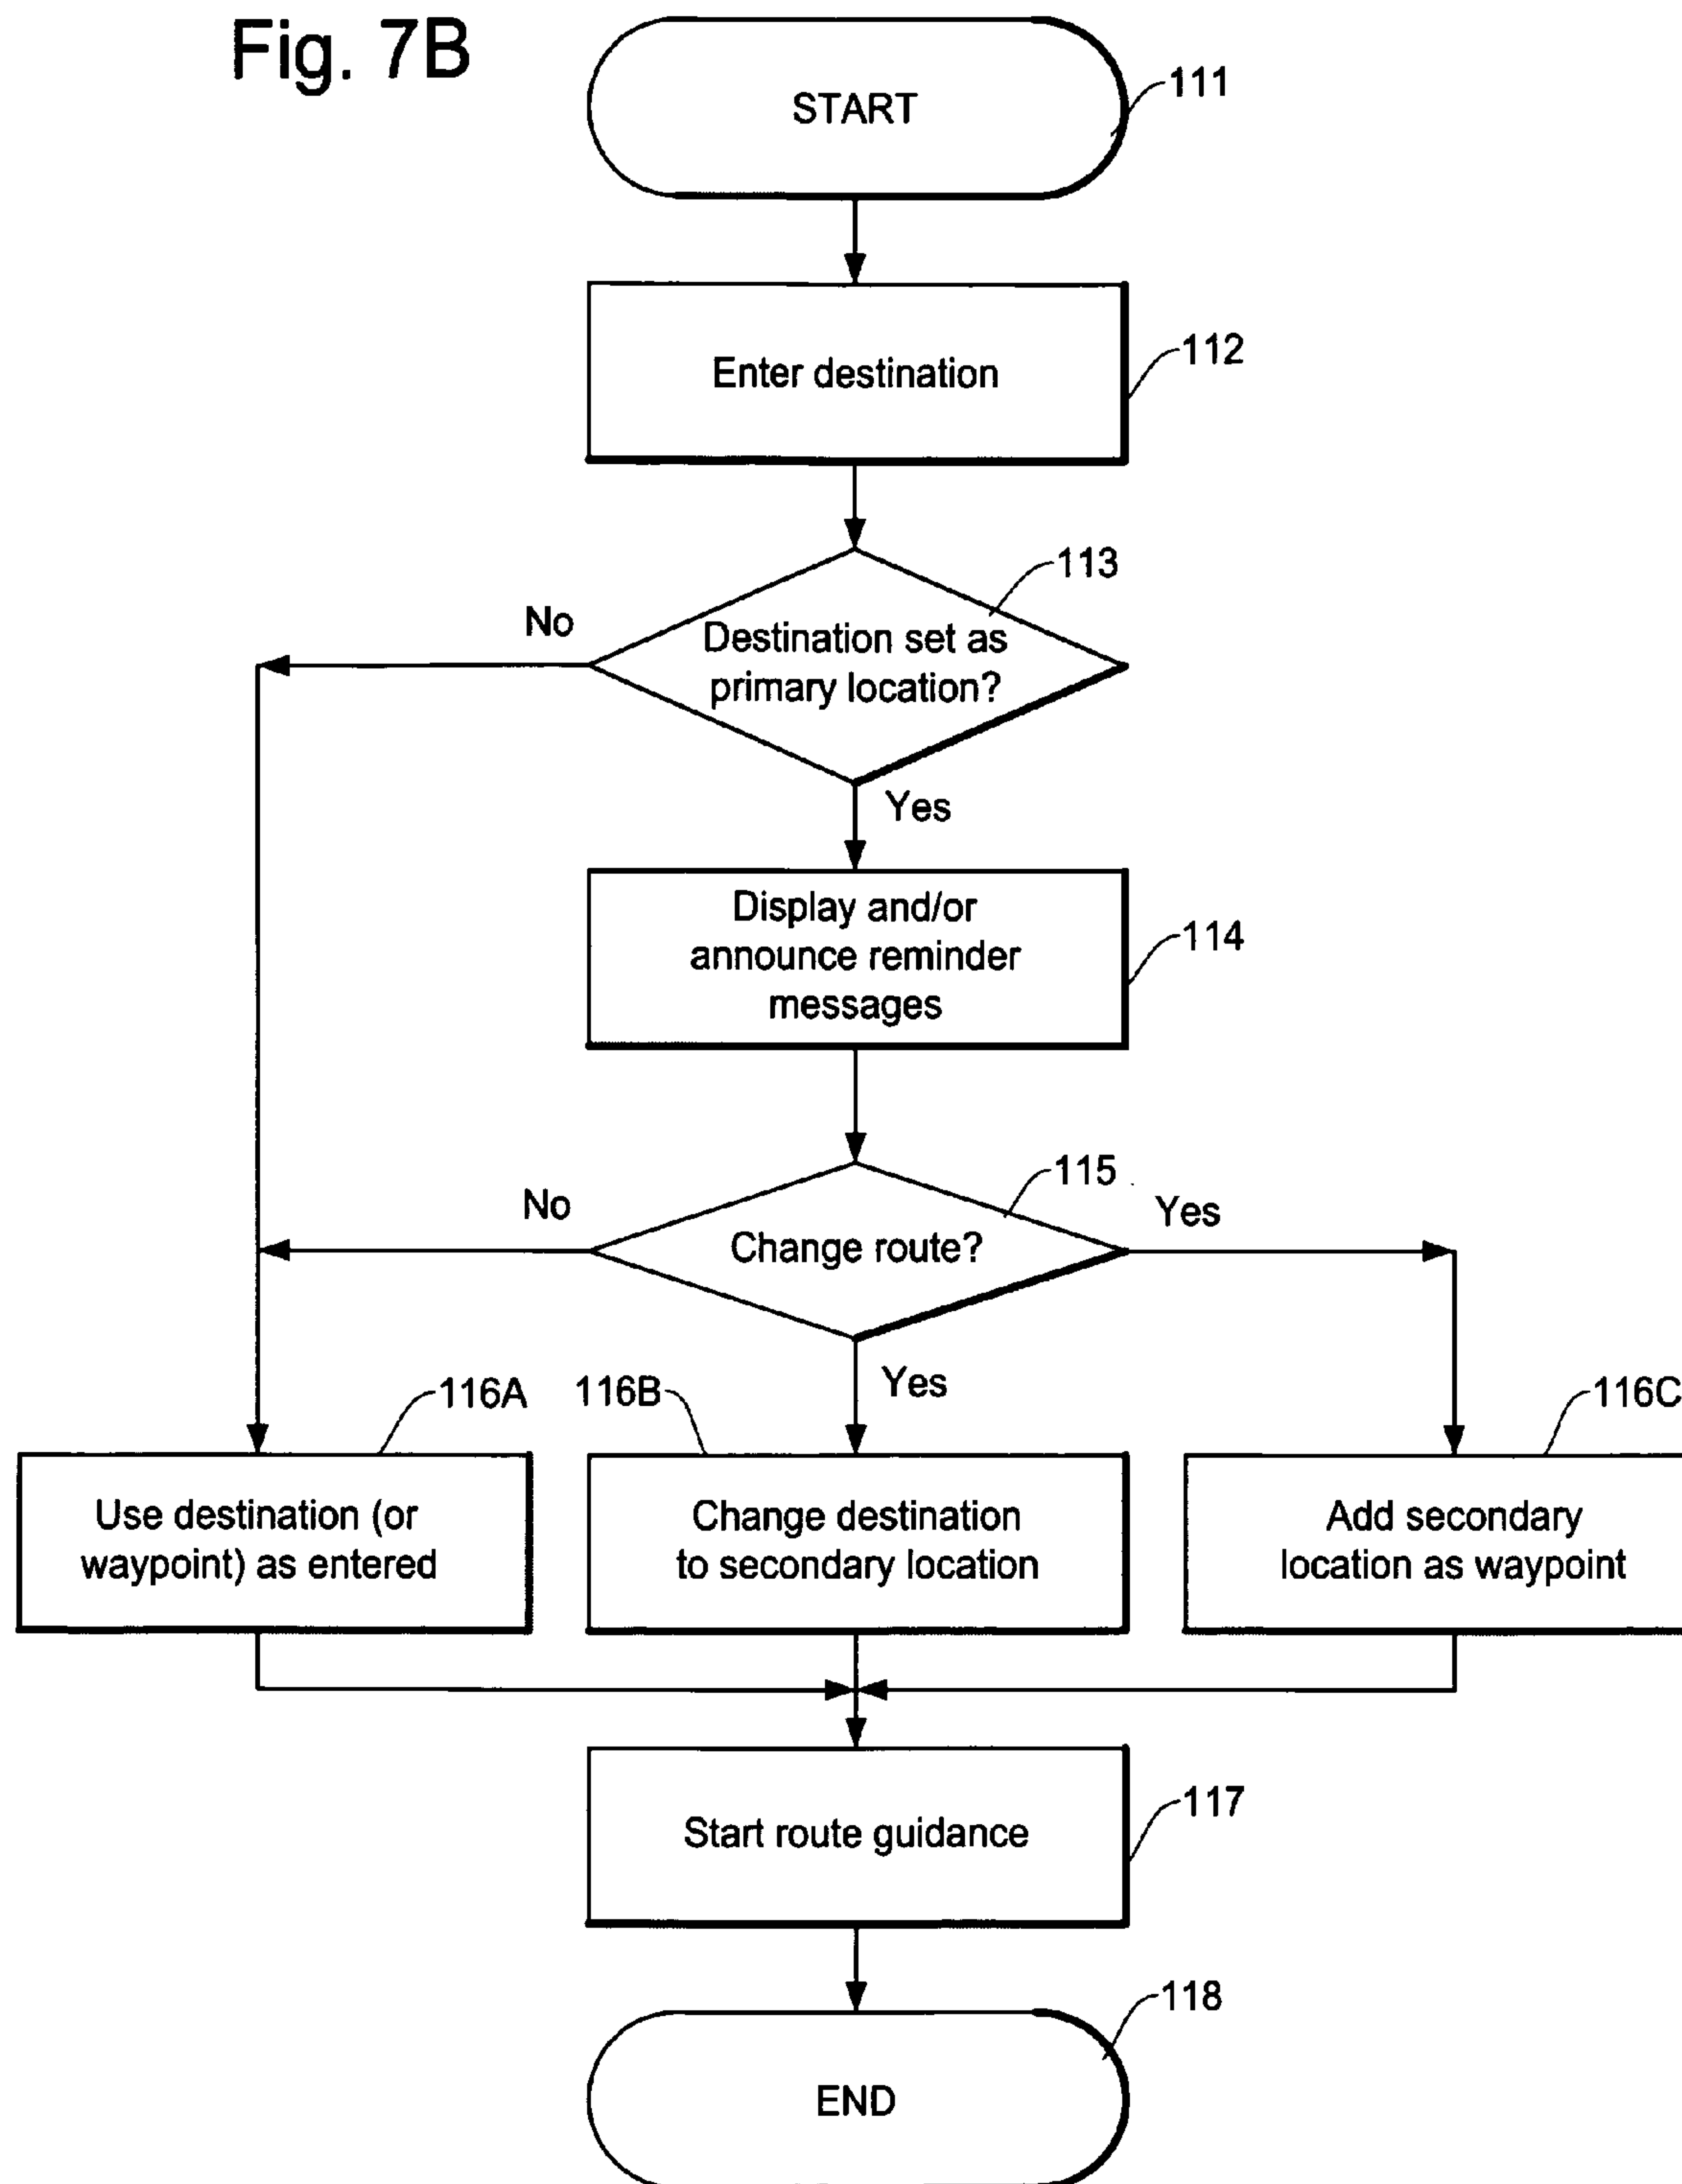 Fig. 7B
START
111
Enter destination
112
113
No
Destination set as
primary location?
Yes
Display and/or
announce reminder
messages
114
115
No
Yes
Change route?
Yes
116A
116B
116C
Use destination (or
waypoint) as entered
Change destination
to secondary location
Add secondary
location as waypoint
Start route guidance
117
118
END